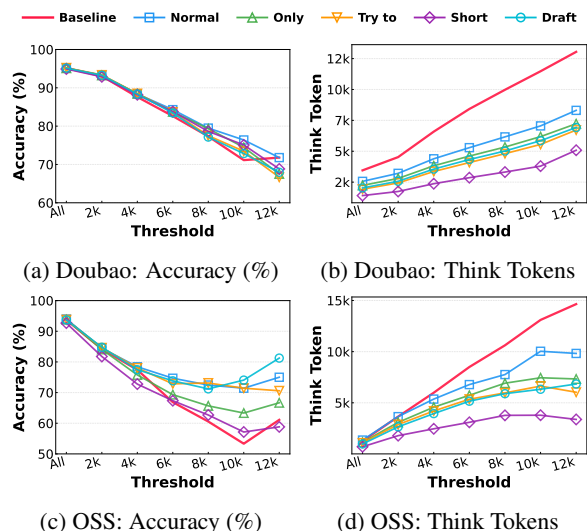 Baseline Normal Only Try to Short Draft
100
90
80
70
60
Accuracy (%)
All 2k 4k 6k 8k 10k 12k
Threshold
12k
10k
7k
5k
2k
Think Token
All 2k 4k 6k 8k 10k 12k
Threshold
(a) Doubao: Accuracy (%)
(b) Doubao: Think Tokens
100
90
80
70
60
50
Accuracy (%)
All 2k 4k 6k 8k 10k 12k
Threshold
15k
10k
5k
Think Token
All 2k 4k 6k 8k 10k 12k
Threshold
(c) OSS: Accuracy (%)
(d) OSS: Think Tokens